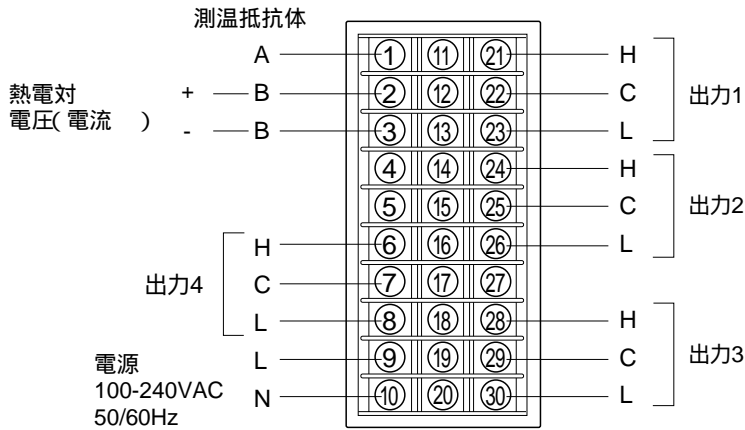 測温抵抗体
A ① ⑪ ㉑ H
熱電対 + B ② ⑫ ㉒ C 出力1
電圧(電流 ) - B ③ ⑬ ㉓ L
④ ⑭ ㉔ H
⑤ ⑮ ㉕ C 出力2
H ⑥ ⑯ ㉖ L
出力4 C ⑦ ⑰ ㉗
L ⑧ ⑱ ㉘ H
電源 L ⑨ ⑲ ㉙ C 出力3
100-240VAC N ⑩ ⑳ ㉚ L
50/60Hz